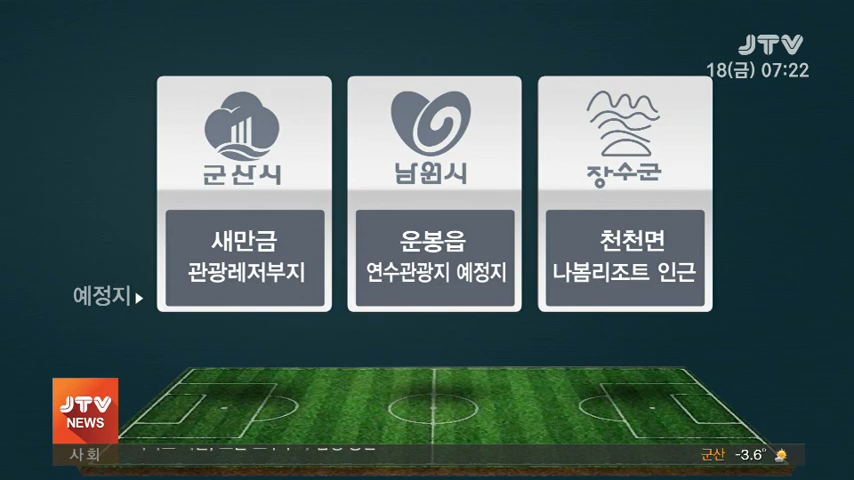 JTV
18(금) 07:22
군산시
남원시
장수군
새만금
관광레저부지
운봉읍
연수관광지 예정지
천천면
나봄리조트 인근
예정지
JTV
NEWS
사회
군산 -3.6°